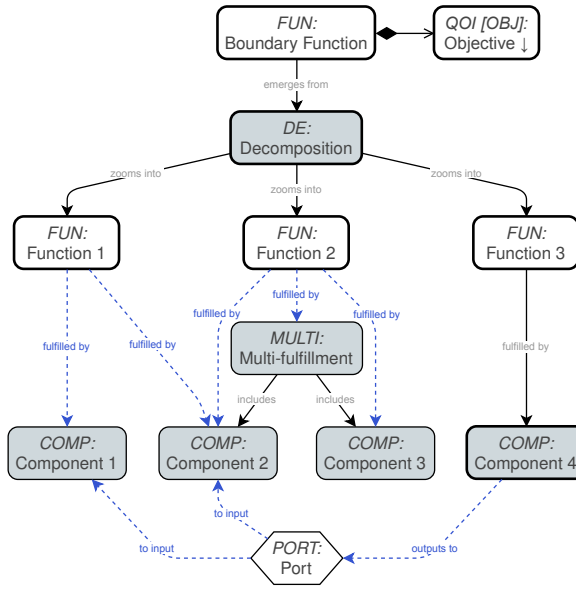 FUN:
Boundary Function
QOI [OBJ]:
Objective ↓
emerges from
DE:
Decomposition
zooms into
zooms into
zooms into
FUN:
Function 1
FUN:
Function 2
FUN:
Function 3
fulfilled by
fulfilled by
fulfilled by
fulfilled by
fulfilled by
fulfilled by
MULTI:
Multi-fulfillment
includes
includes
COMP:
Component 1
COMP:
Component 2
COMP:
Component 3
COMP:
Component 4
to input
to input
outputs to
PORT:
Port